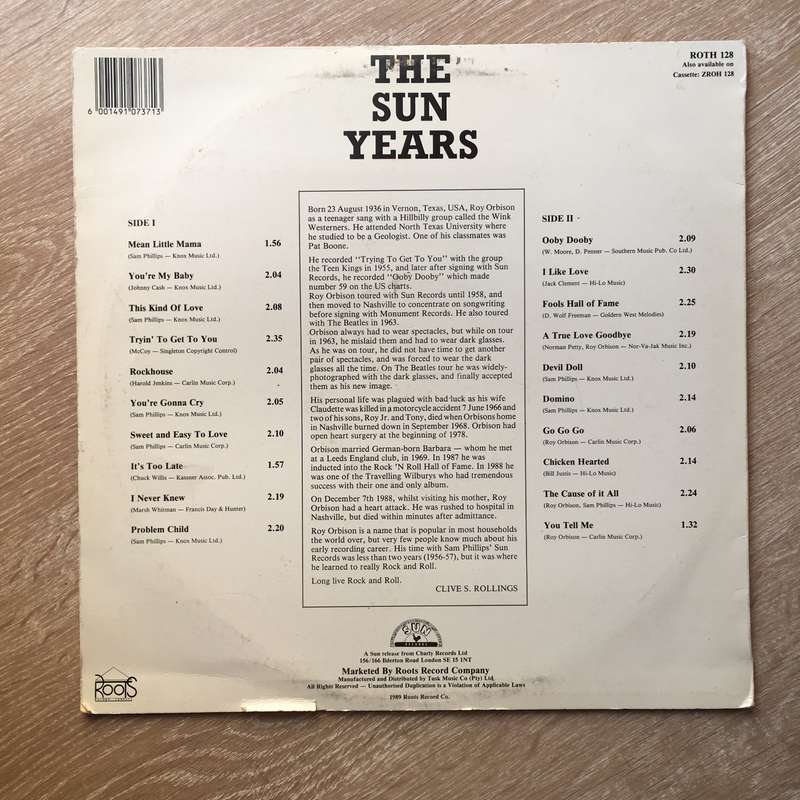 THE
SUN
YEARS
6 001491 073713
ROTH 128
Also available on
Cassette: ZROH 128
SIDE I
Mean Little Mama 1.56
(Sam Phillips — Knox Music Ltd.)
You're My Baby 2.04
(Johnny Cash — Knox Music Ltd.)
This Kind Of Love 2.08
(Sam Phillips — Knox Music Ltd.)
Tryin' To Get To You 2.35
(McCoy — Singleton Copyright Control)
Rockhouse 2.04
(Harold Jenkins — Carlin Music Corp.)
You're Gonna Cry 2.05
(Sam Phillips — Knox Music Ltd.)
Sweet and Easy To Love 2.10
(Sam Phillips — Carlin Music Corp.)
It's Too Late 1.57
(Chuck Willis — Kassner Assoc. Pub. Ltd.)
I Never Knew 2.19
(Marsh Whitman — Francis Day & Hunter)
Problem Child 2.20
(Sam Phillips — Knox Music Ltd.)
Born 23 August 1936 in Vernon, Texas, USA, Roy Orbison
as a teenager sang with a Hillbilly group called the Wink
Westerners. He attended North Texas University where
he studied to be a Geologist. One of his classmates was
Pat Boone.
He recorded "Trying To Get To You" with the group
the Teen Kings in 1955, and later after signing with Sun
Records, he recorded "Ooby Dooby" which made
number 59 on the US charts.
Roy Orbison toured with Sun Records until 1958, and
then moved to Nashville to concentrate on songwriting
before signing with Monument Records. He also toured
with The Beatles in 1963.
Orbison always had to wear spectacles, but while on tour
in 1963, he mislaid them and had to wear dark glasses.
As he was on tour, he did not have time to get another
pair of spectacles, and was forced to wear the dark
glasses all the time. On The Beatles tour he was widely-
photographed with the dark glasses, and finally accepted
them as his new image.
His personal life was plagued with bad luck as his wife
Claudette was killed in a motorcycle accident 7 June 1966 and
two of his sons, Roy Jr. and Tony, died when Orbisons home
in Nashville burned down in September 1968. Orbison had
open heart surgery at the beginning of 1978.
Orbison married German-born Barbara — whom he met
at a Leeds England club, in 1969. In 1987 he was
inducted into the Rock 'N Roll Hall of Fame. In 1988 he
was one of the Travelling Wilburys who had tremendous
success with their one and only album.
On December 7th 1988, whilst visiting his mother, Roy
Orbison had a heart attack. He was rushed to hospital in
Nashville, but died within minutes after admittance.
Roy Orbison is a name that is popular in most households
the world over, but very few people know much about his
early recording career. His time with Sam Phillips' Sun
Records was less than two years (1956-57), but it was where
he learned to really Rock and Roll.
Long live Rock and Roll.
CLIVE S. ROLLINGS
SIDE II
Ooby Dooby 2.09
(W. Moore, D. Penner — Southern Music Pub. Co Ltd.)
I Like Love 2.30
(Jack Clement — Hi-Lo Music)
Fools Hall of Fame 2.25
(D. Wolf Freeman — Goldern West Melodies)
A True Love Goodbye 2.19
(Norman Petty, Roy Orbison — Nor-Va-Jak Music Inc.)
Devil Doll 2.10
(Sam Phillips — Knox Music Ltd.)
Domino 2.14
(Sam Phillips — Knox Music Ltd.)
Go Go Go 2.06
(Roy Orbison — Carlin Music Corp.)
Chicken Hearted 2.14
(Bill Justis — Hi-Lo Music)
The Cause of it All 2.24
(Roy Orbison, Sam Phillips — Hi-Lo Music)
You Tell Me 1.32
(Roy Orbison — Carlin Music Corp.)
SUN
RECORDS
A Sun release from Charly Records Ltd
156/166 Ilderton Road London SE 15 1NT
Marketed By Roots Record Company
Manufactured and Distributed by Tusk Music Co (Pty) Ltd.
All Rights Reserved — Unauthorised Duplication is a Violation of Applicable Laws
1989 Roots Record Co.
ROOTS